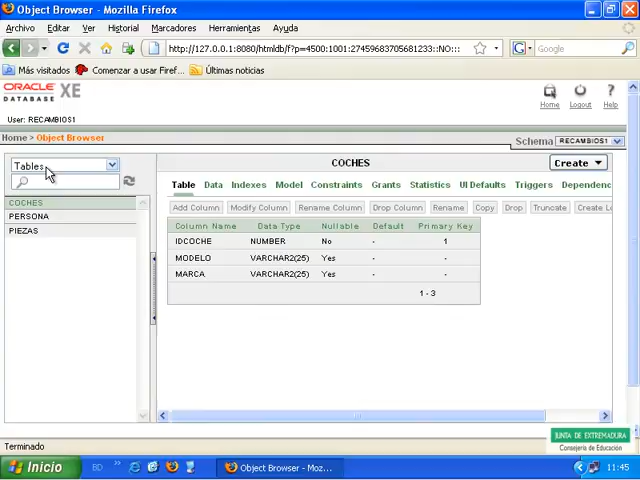 Object Browser - Mozilla Firefox
Archivo Editar Ver Historial Marcadores Herramientas Ayuda
http://127.0.0.1:8080/htmldb/f?p=4500:1001:27459683705681233::NO:::
Google
Más visitados Comenzar a usar Firef... Últimas noticias
ORACLE DATABASE XE
Home Logout Help
User: RECAMBIOS1
Home > Object Browser
Schema RECAMBIOS1
Tables
COCHES
Create
COCHES
PERSONA
PIEZAS
Table Data Indexes Model Constraints Grants Statistics UI Defaults Triggers Dependenc
Add Column Modify Column Rename Column Drop Column Rename Copy Drop Truncate Create Lo
Column Name Data Type Nullable Default Primary Key
IDCOCHE NUMBER No - 1
MODELO VARCHAR2(25) Yes - -
MARCA VARCHAR2(25) Yes - -
1 - 3
JUNTA DE EXTREMADURA
Consejería de Educación
Terminado
Inicio BD » Object Browser - Moz... 11:45